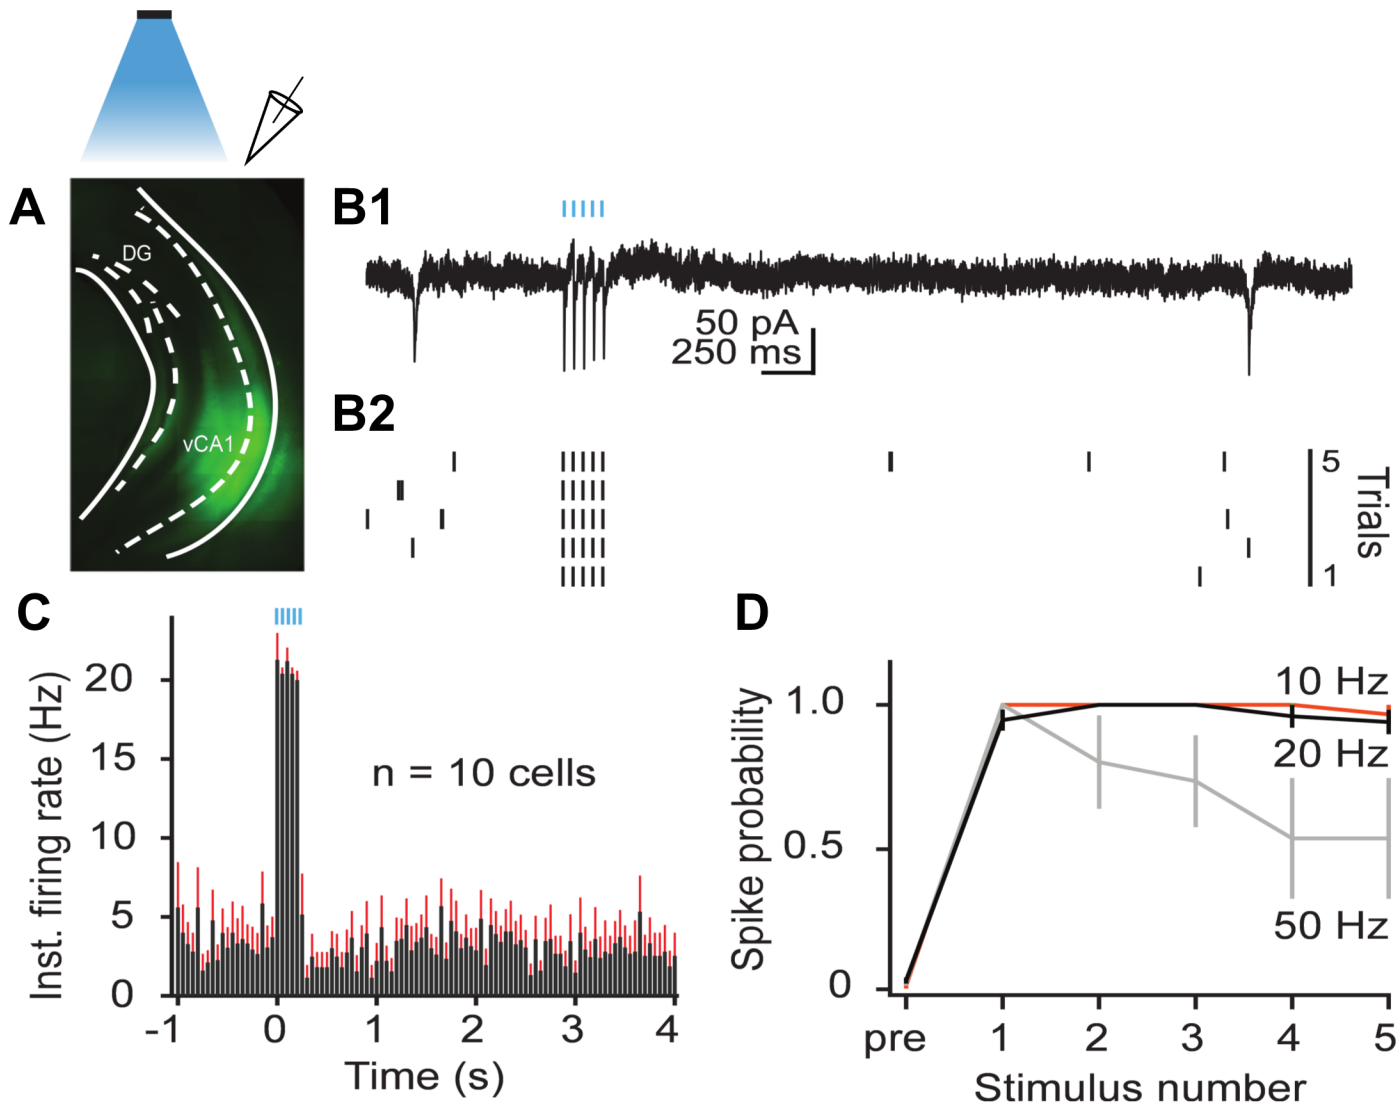 A
DG
vCA1
B1
50 pA
250 ms
B2
5
1
Trials
C
Inst. firing rate (Hz)
20
15
10
5
0
n = 10 cells
-1 0 1 2 3 4
Time (s)
D
Spike probability
1.0
0.5
0
10 Hz
20 Hz
50 Hz
pre 1 2 3 4 5
Stimulus number